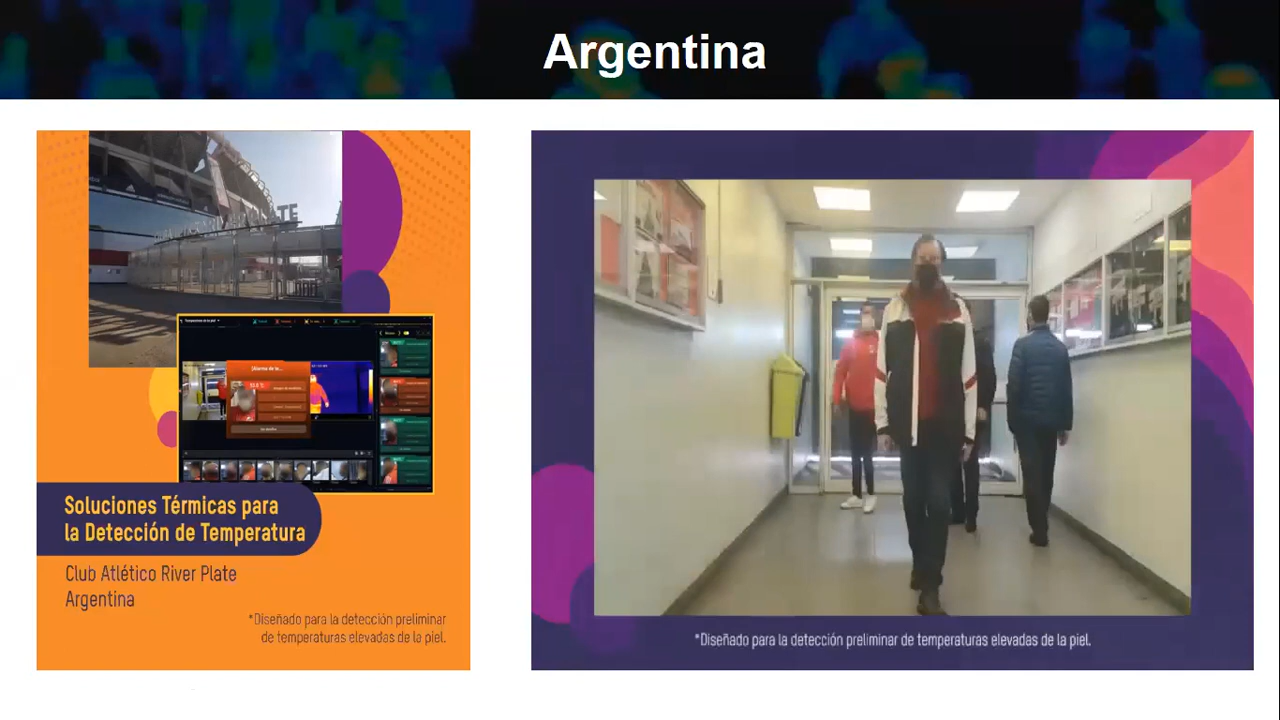 Argentina
Soluciones Térmicas para
la Detección de Temperatura
Club Atlético River Plate
Argentina
*Diseñado para la detección preliminar
de temperaturas elevadas de la piel.
*Diseñado para la detección preliminar de temperaturas elevadas de la piel.